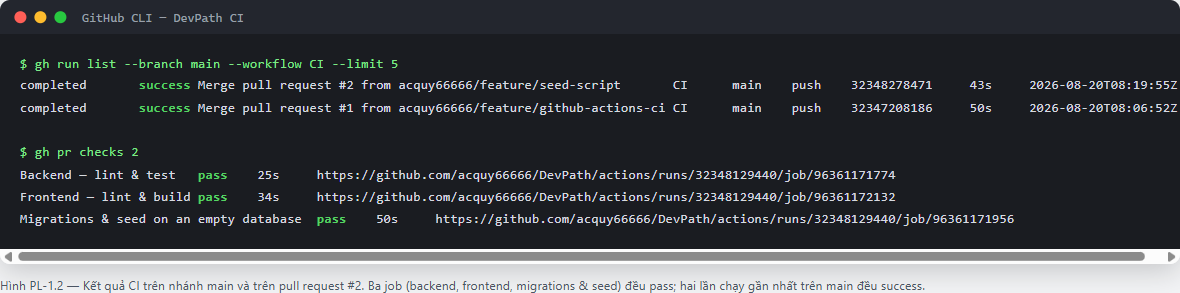 GitHub CLI — DevPath CI
$ gh run list --branch main --workflow CI --limit 5
completed success Merge pull request #2 from acquy66666/feature/seed-script CI main push 32348278471 43s 2026-08-20T08:19:55Z
completed success Merge pull request #1 from acquy66666/feature/github-actions-ci CI main push 32347208186 50s 2026-08-20T08:06:52Z
$ gh pr checks 2
Backend — lint & test pass 25s https://github.com/acquy66666/DevPath/actions/runs/32348129440/job/96361171774
Frontend — lint & build pass 34s https://github.com/acquy66666/DevPath/actions/runs/32348129440/job/96361172132
Migrations & seed on an empty database pass 50s https://github.com/acquy66666/DevPath/actions/runs/32348129440/job/96361171956
Hình PL-1.2 — Kết quả CI trên nhánh main và trên pull request #2. Ba job (backend, frontend, migrations & seed) đều pass; hai lần chạy gần nhất trên main đều success.